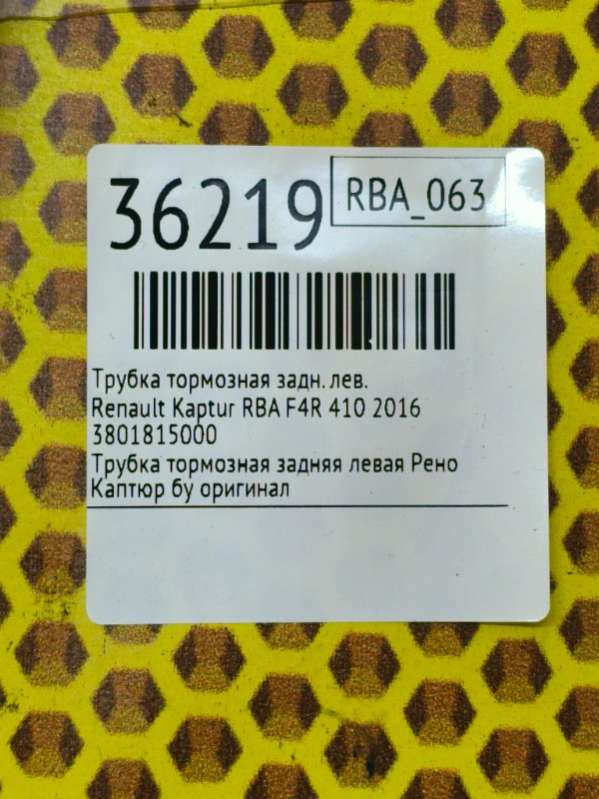 36219
RBA_063
Трубка тормозная задн. лев.
Renault Kaptur RBA F4R 410 2016
3801815000
Трубка тормозная задняя левая Рено
Каптюр бу оригинал